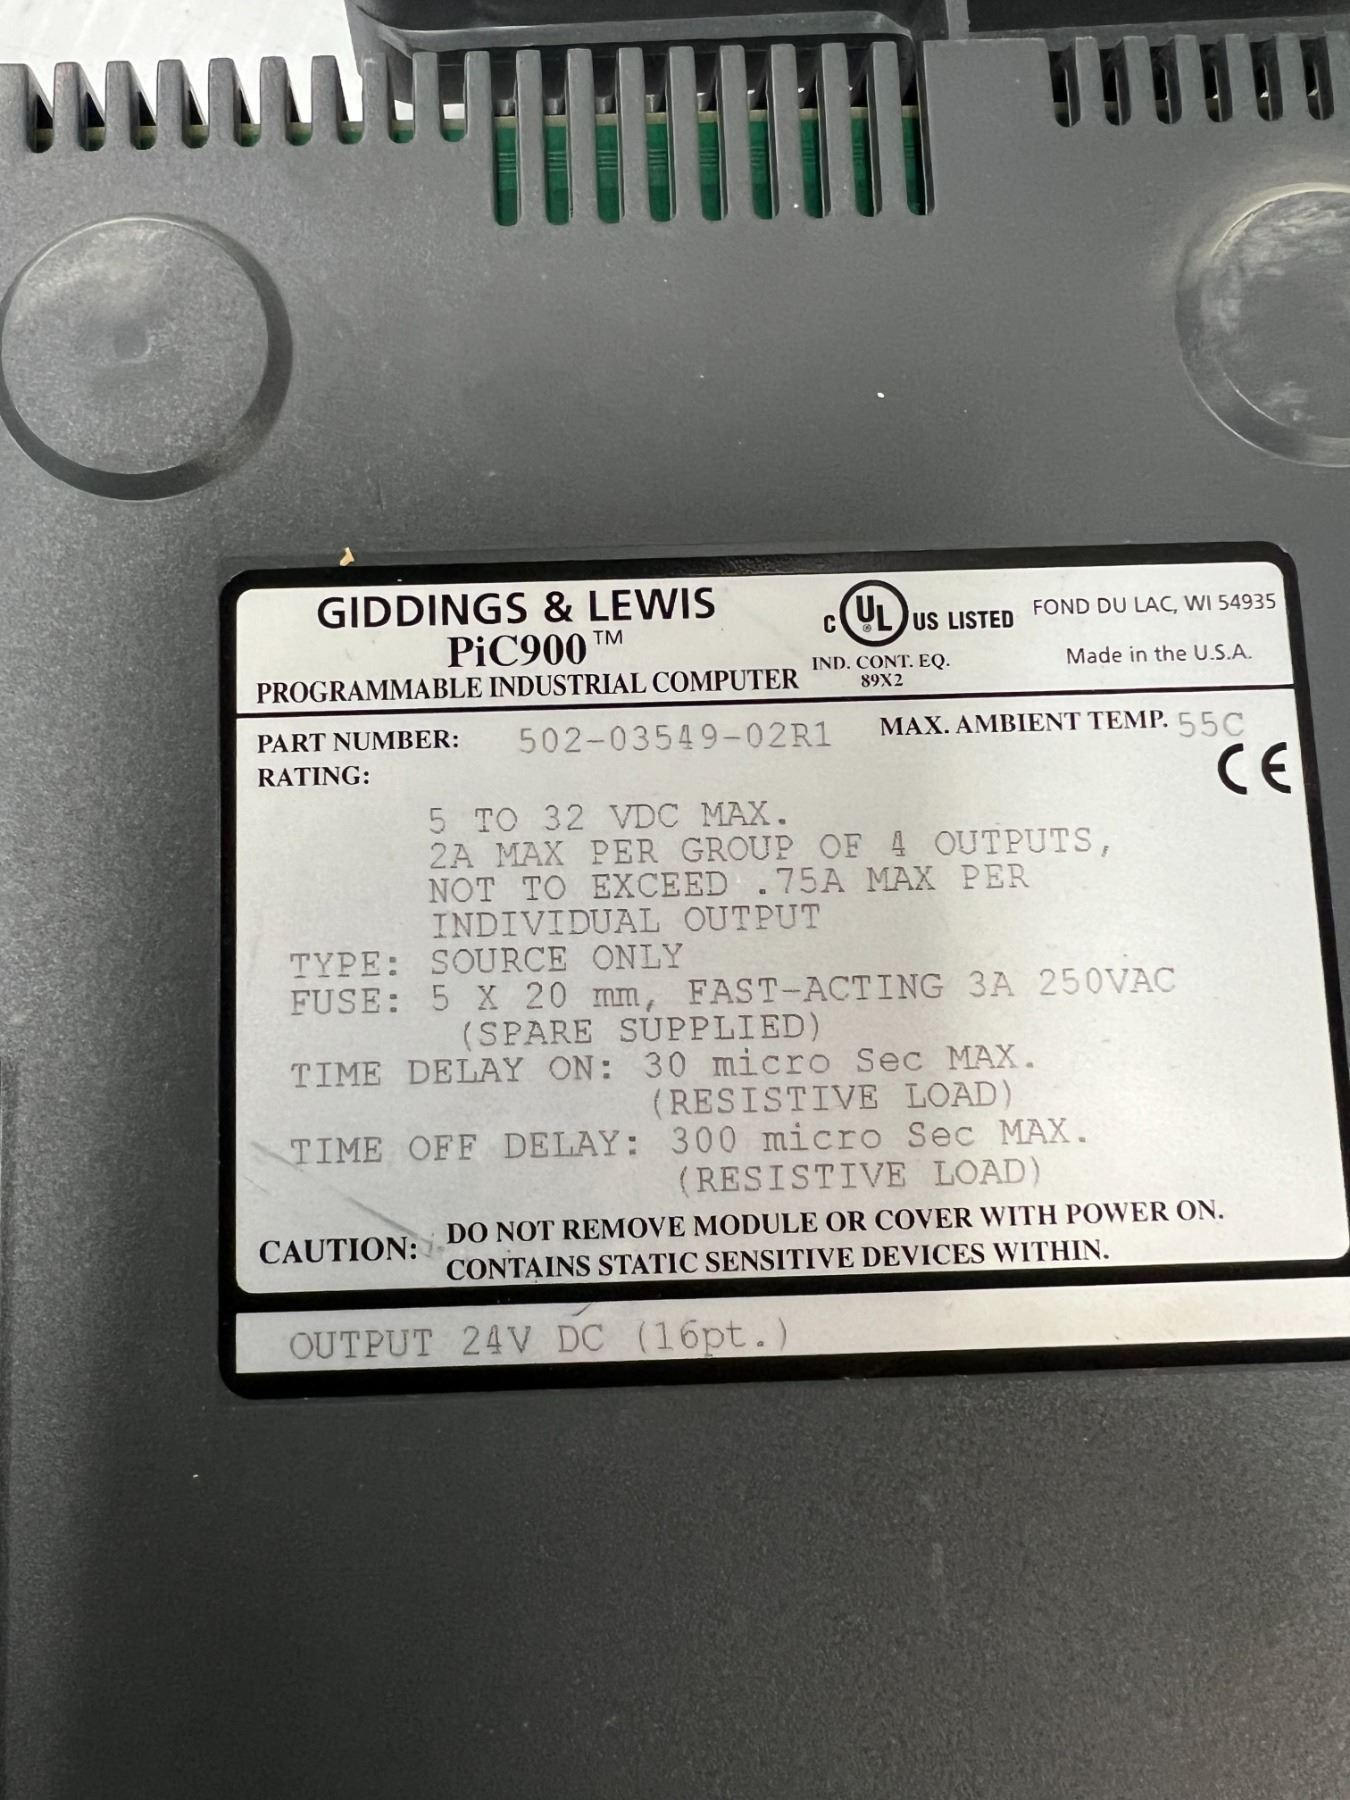 GIDDINGS & LEWIS
PiC900™
PROGRAMMABLE INDUSTRIAL COMPUTER
C UL® US LISTED
IND. CONT. EQ.
89X2
FOND DU LAC, WI 54935
Made in the U.S.A.
PART NUMBER: 502-03549-02R1 MAX. AMBIENT TEMP. 55C
CE
RATING:
5 TO 32 VDC MAX.
2A MAX PER GROUP OF 4 OUTPUTS,
NOT TO EXCEED .75A MAX PER
INDIVIDUAL OUTPUT
TYPE: SOURCE ONLY
FUSE: 5 X 20 mm, FAST-ACTING 3A 250VAC
(SPARE SUPPLIED)
TIME DELAY ON: 30 micro Sec MAX.
(RESISTIVE LOAD)
TIME OFF DELAY: 300 micro Sec MAX.
(RESISTIVE LOAD)
CAUTION: DO NOT REMOVE MODULE OR COVER WITH POWER ON.
CONTAINS STATIC SENSITIVE DEVICES WITHIN.
OUTPUT 24V DC (16pt.)